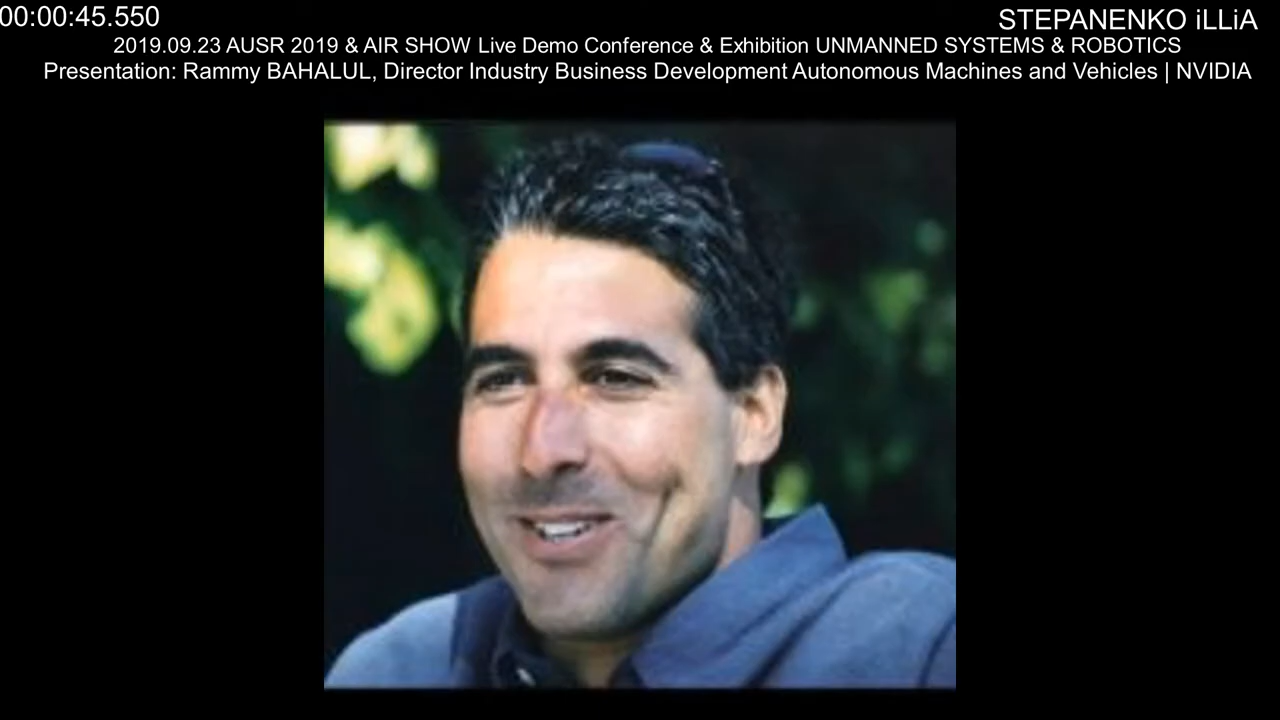 00:00:45.550
STEPANENKO iLLiA
2019.09.23 AUSR 2019 & AIR SHOW Live Demo Conference & Exhibition UNMANNED SYSTEMS & ROBOTICS
Presentation: Rammy BAHALUL, Director Industry Business Development Autonomous Machines and Vehicles | NVIDIA